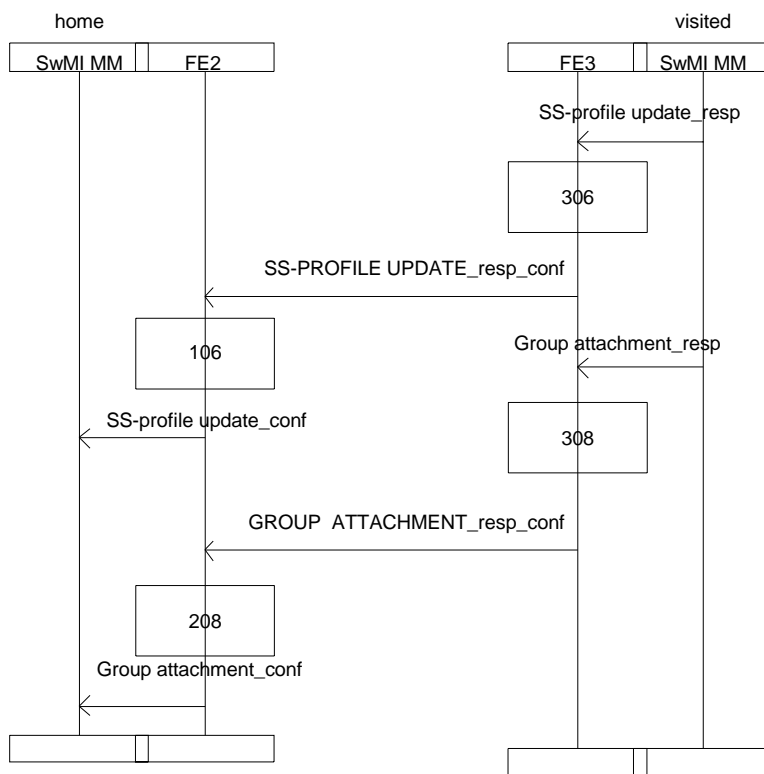 home
visited
SwMI MM
FE2
FE3
SwMI MM
SS-profile update_resp
306
SS-PROFILE UPDATE_resp_conf
106
Group attachment_resp
SS-profile update_conf
308
GROUP ATTACHMENT_resp_conf
208
Group attachment_conf